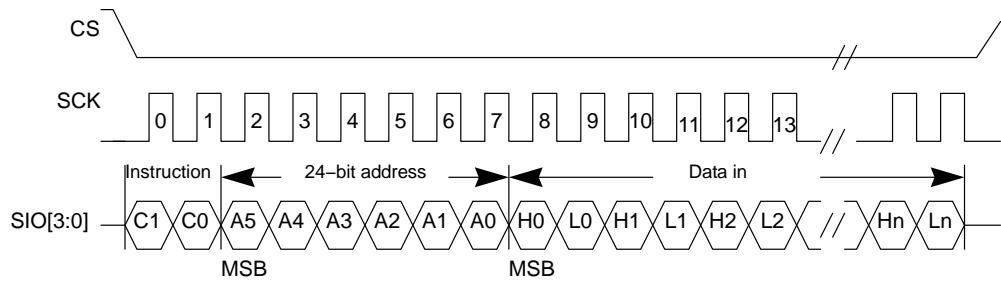 CS
SCK 0 1 2 3 4 5 6 7 8 9 10 11 12 13
Instruction 24−bit address Data in
SIO[3:0] C1 C0 A5 A4 A3 A2 A1 A0 H0 L0 H1 L1 H2 L2 Hn Ln
MSB MSB